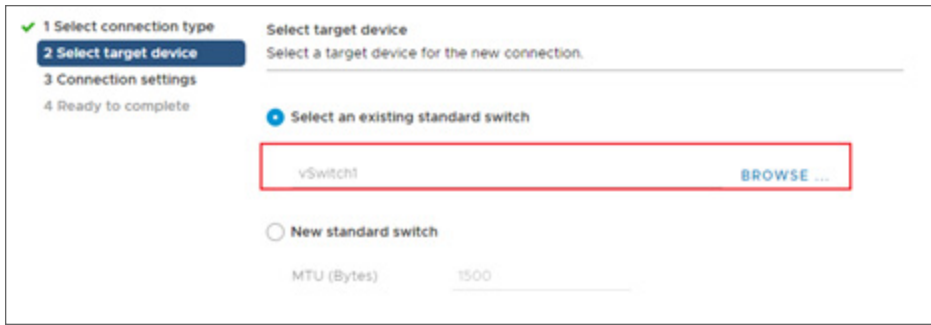 1 Select connection type
2 Select target device
3 Connection settings
4 Ready to complete
Select target device
Select a target device for the new connection.
Select an existing standard switch
vSwitch1 BROWSE ...
New standard switch
MTU (Bytes) 1500